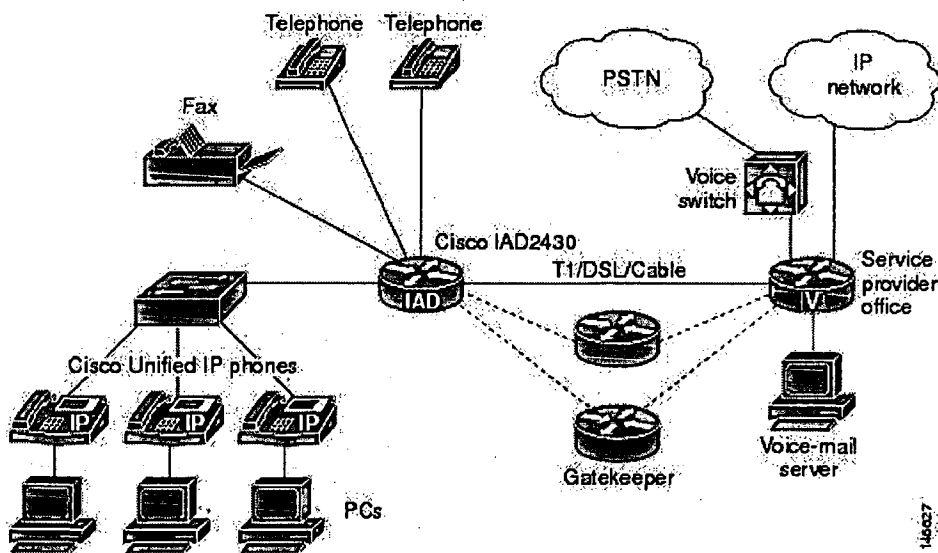 Telephone Telephone
PSTN
IP
network
Fax
Voice
switch
Cisco IAD2430
T1/DSL/Cable
Service
provider
office
IAD
V
Cisco Unified IP phones
IP IP IP
Gatekeeper
Voice-mail
server
PCs